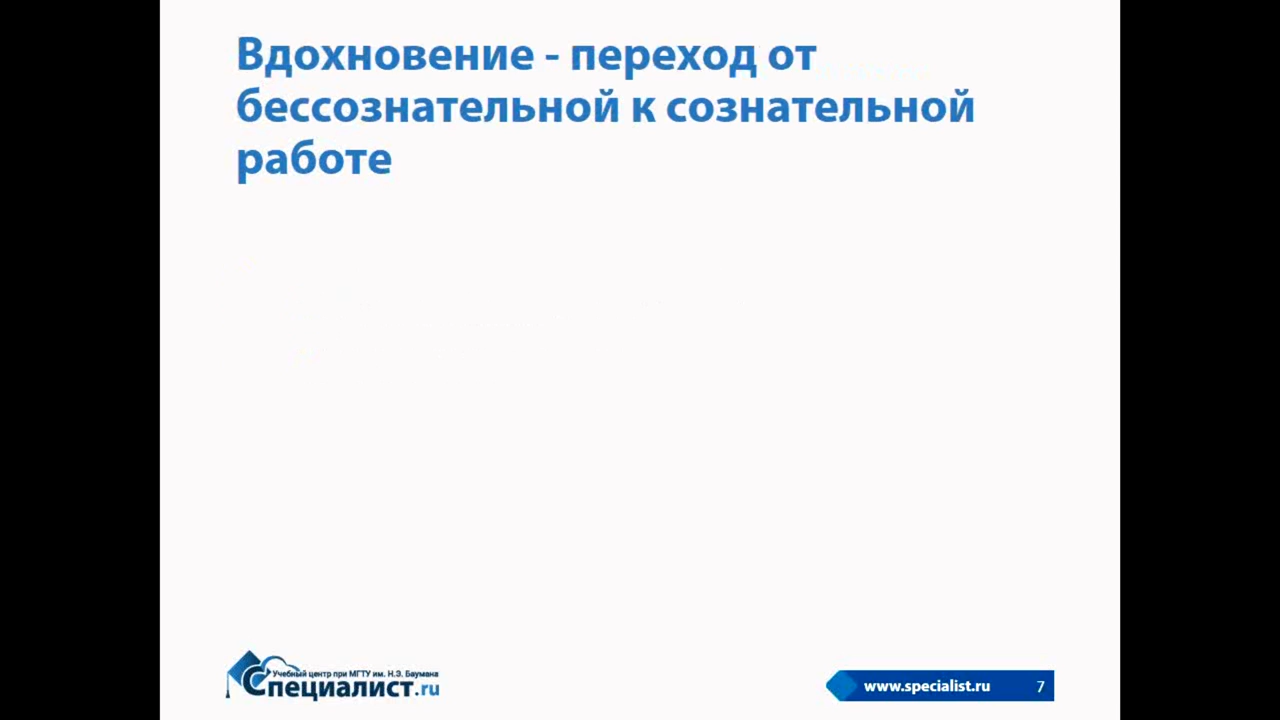 Вдохновение - переход от
бессознательной к сознательной
работе
Учебный центр при МГТУ им. Н.Э. Баумана
Специалист.ru
www.specialist.ru 7